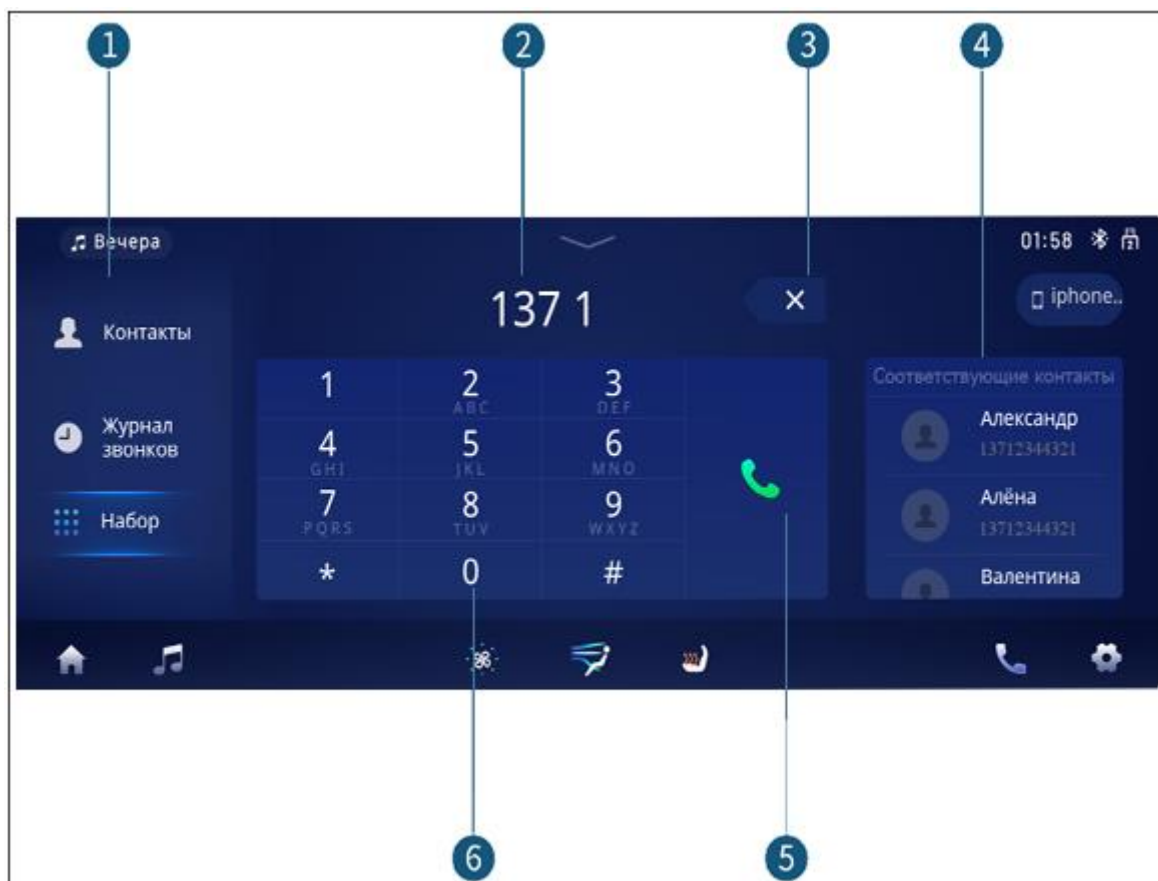 1
2
3
4
Вечера
01:58
137 1
iphone..
Контакты
Журнал
звонков
Набор
1
2
ABC
3
DEF
4
GHI
5
JKL
6
MNO
7
PQRS
8
TUV
9
WXYZ
*
0
#
Соответствующие контакты
Александр
13712344321
Алёна
13712344321
Валентина
6
5